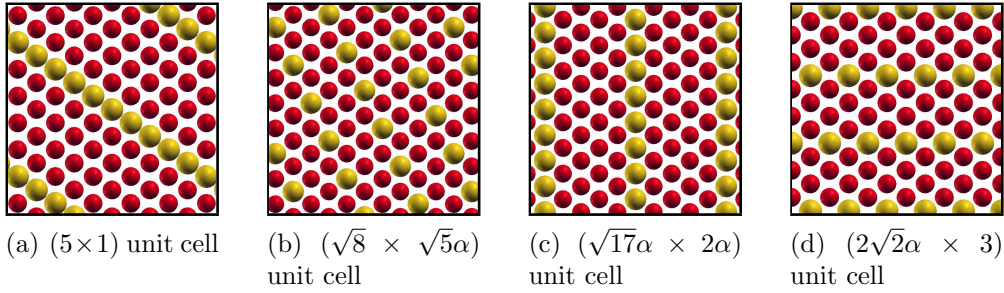 (a) (5×1) unit cell
(b) (√8 × √5α)
unit cell
(c) (√17α × 2α)
unit cell
(d) (2√2α × 3)
unit cell